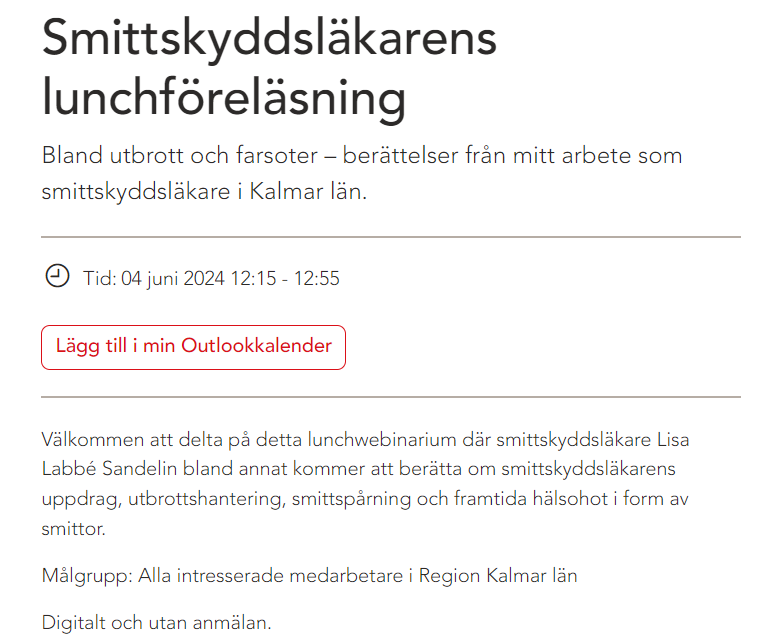 Smittskyddsläkarens
lunchföreläsning
Bland utbrott och farsoter – berättelser från mitt arbete som
smittskyddsläkare i Kalmar län.
Tid: 04 juni 2024 12:15 - 12:55
Lägg till i min Outlookkalender
Välkommen att delta på detta lunchwebinarium där smittskyddsläkare Lisa
Labbé Sandelin bland annat kommer att berätta om smittskyddsläkarens
uppdrag, utbrottshantering, smittspårning och framtida hälsohot i form av
smittor.
Målgrupp: Alla intresserade medarbetare i Region Kalmar län
Digitalt och utan anmälan.